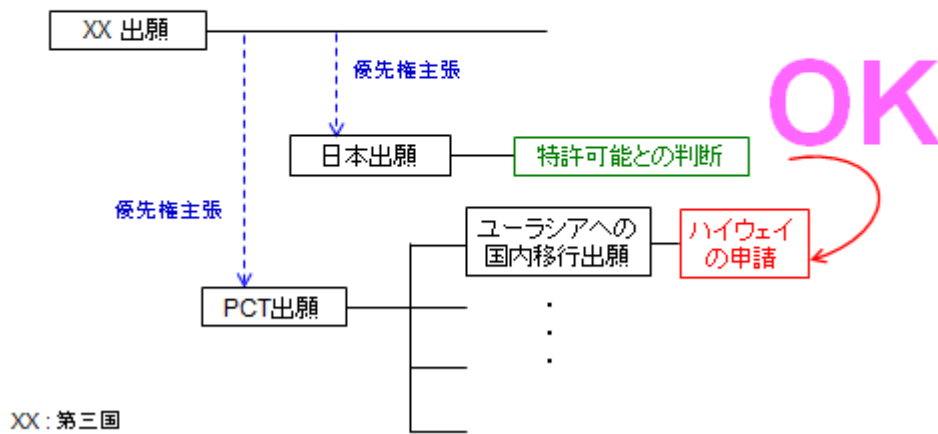 XX 出願
優先権主張
OK
日本出願
特許可能との判断
優先権主張
ユーラシアへの
国内移行出願
ハイウェイ
の申請
PCT出願
・
・
・
XX : 第三国